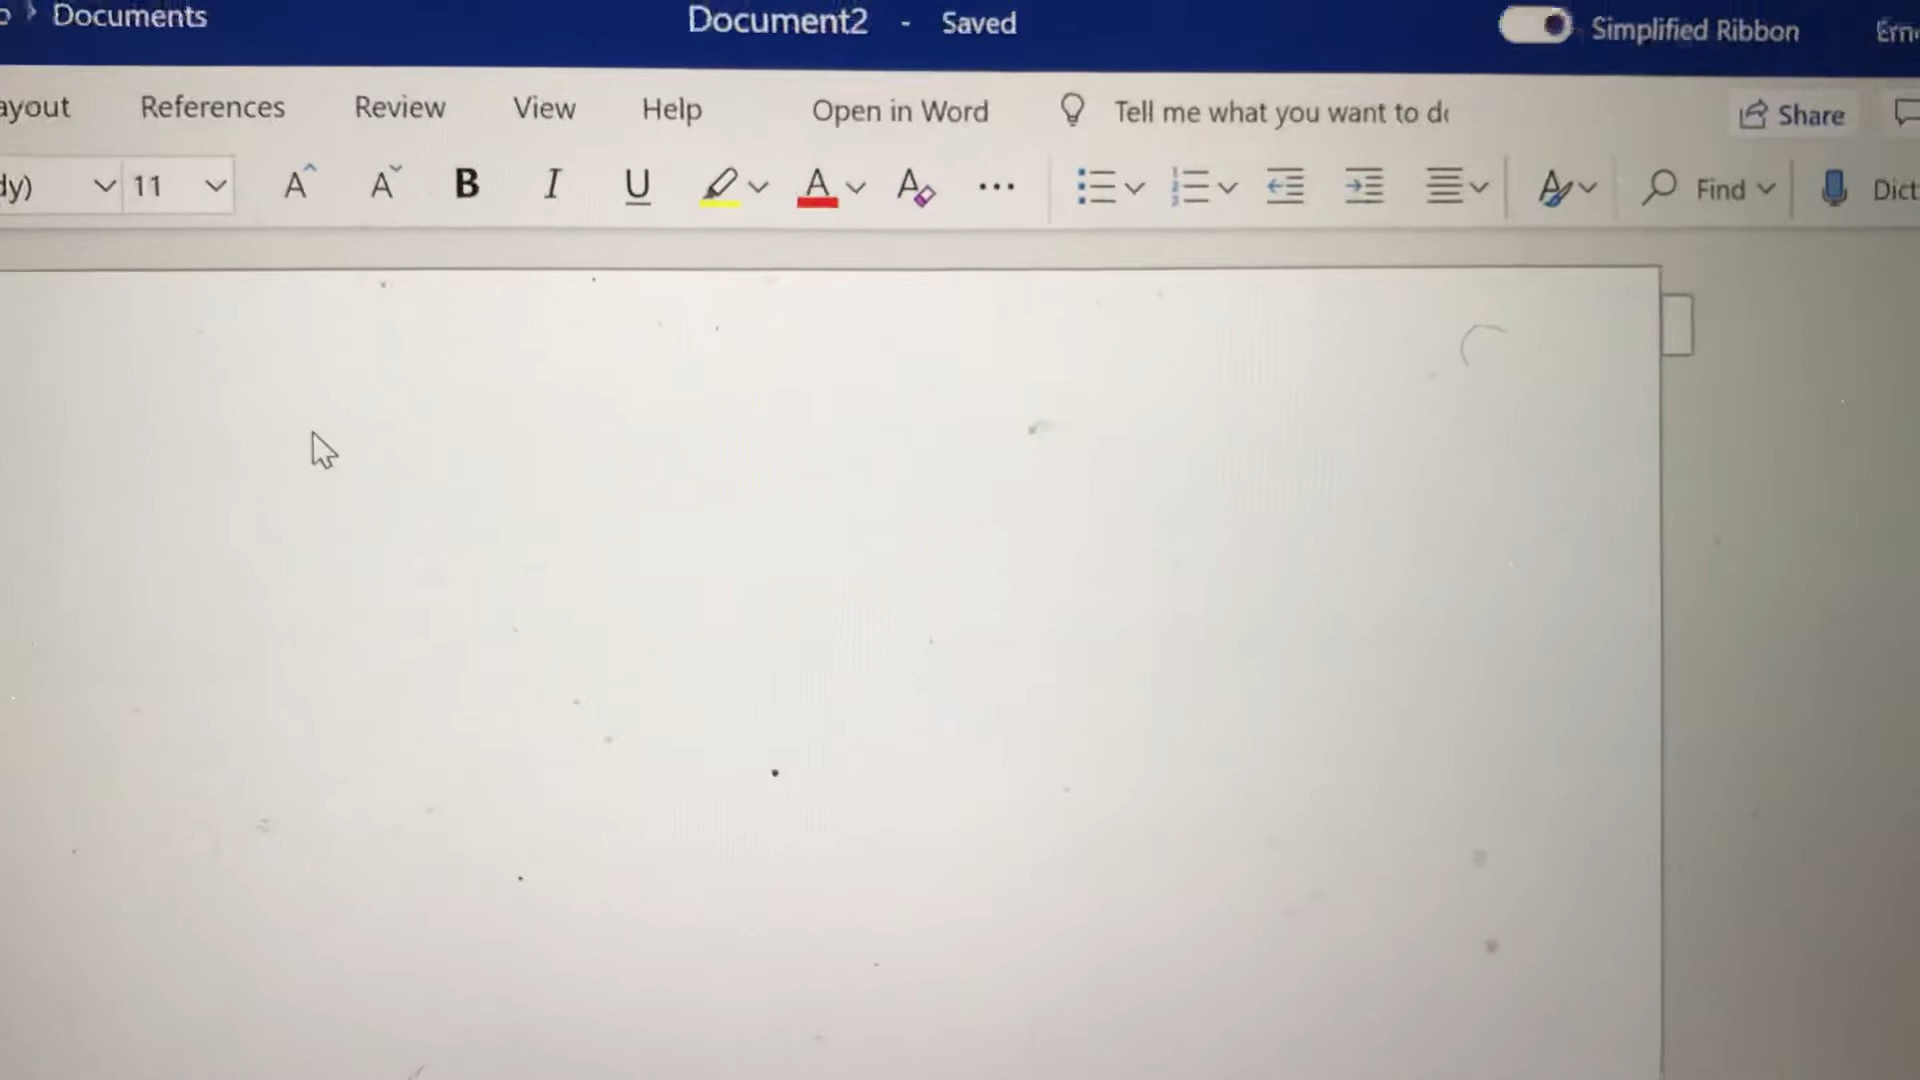 Documents Document2 - Saved Simplified Ribbon
References Review View Help Open in Word Tell me what you want to Share
11 A A B I U A A Find